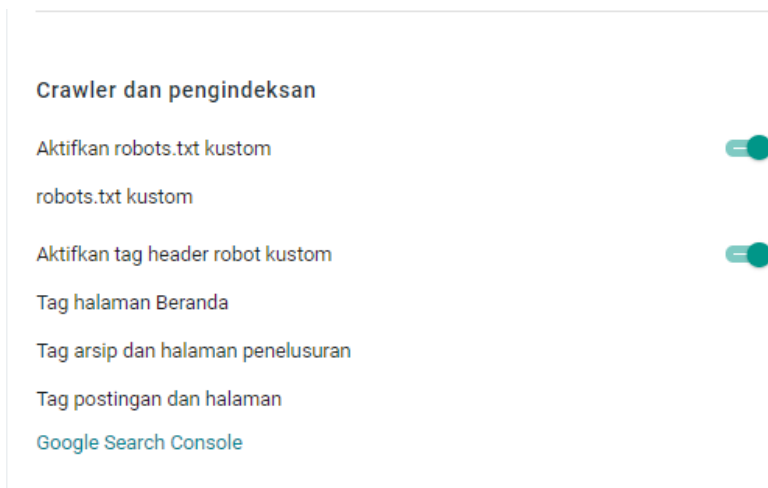 Crawler dan pengindeksan
Aktifkan robots.txt kustom
robots.txt kustom
Aktifkan tag header robot kustom
Tag halaman Beranda
Tag arsip dan halaman penelusuran
Tag postingan dan halaman
Google Search Console